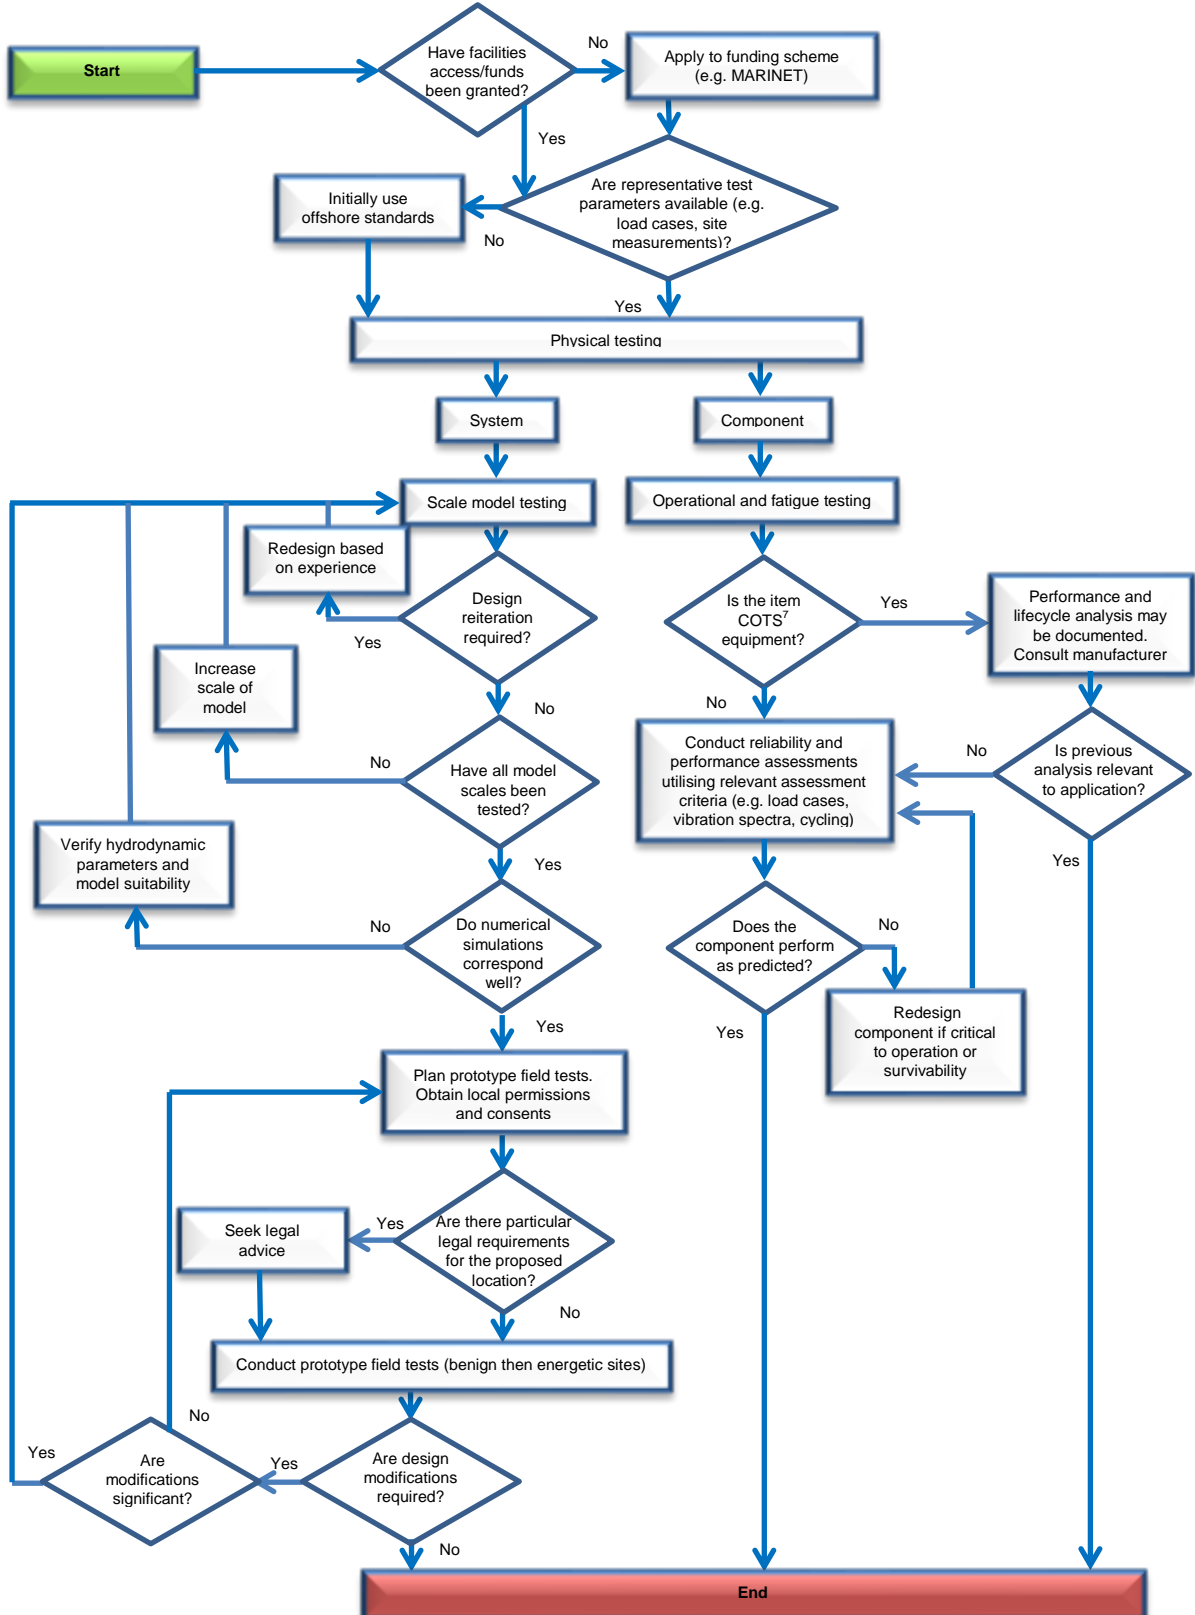 Start
Have facilities
access/funds
been granted?
No
Apply to funding scheme
(e.g. MARINET)
Yes
Initially use
offshore standards
No
Are representative test
parameters available (e.g.
load cases, site
measurements)?
Yes
Physical testing
System
Component
Scale model testing
Operational and fatigue testing
Redesign based
on experience
Yes
Design
reiteration
required?
Is the item
COTS7
equipment?
Yes
Performance and
lifecycle analysis may
be documented.
Consult manufacturer
Increase
scale of
model
No
No
No
Have all model
scales been
tested?
Conduct reliability and
performance assessments
utilising relevant assessment
criteria (e.g. load cases,
vibration spectra, cycling)
No
Is previous
analysis relevant
to application?
Verify hydrodynamic
parameters and
model suitability
Yes
Yes
No
Do numerical
simulations
correspond
well?
Does the
component perform
as predicted?
No
Yes
Yes
Redesign
component if critical
to operation or
survivability
Plan prototype field tests.
Obtain local permissions
and consents
Seek legal
advice
Yes
Are there particular
legal requirements
for the proposed
location?
No
Conduct prototype field tests (benign then energetic sites)
No
Yes
Are
modifications
significant?
Yes
Are design
modifications
required?
No
End